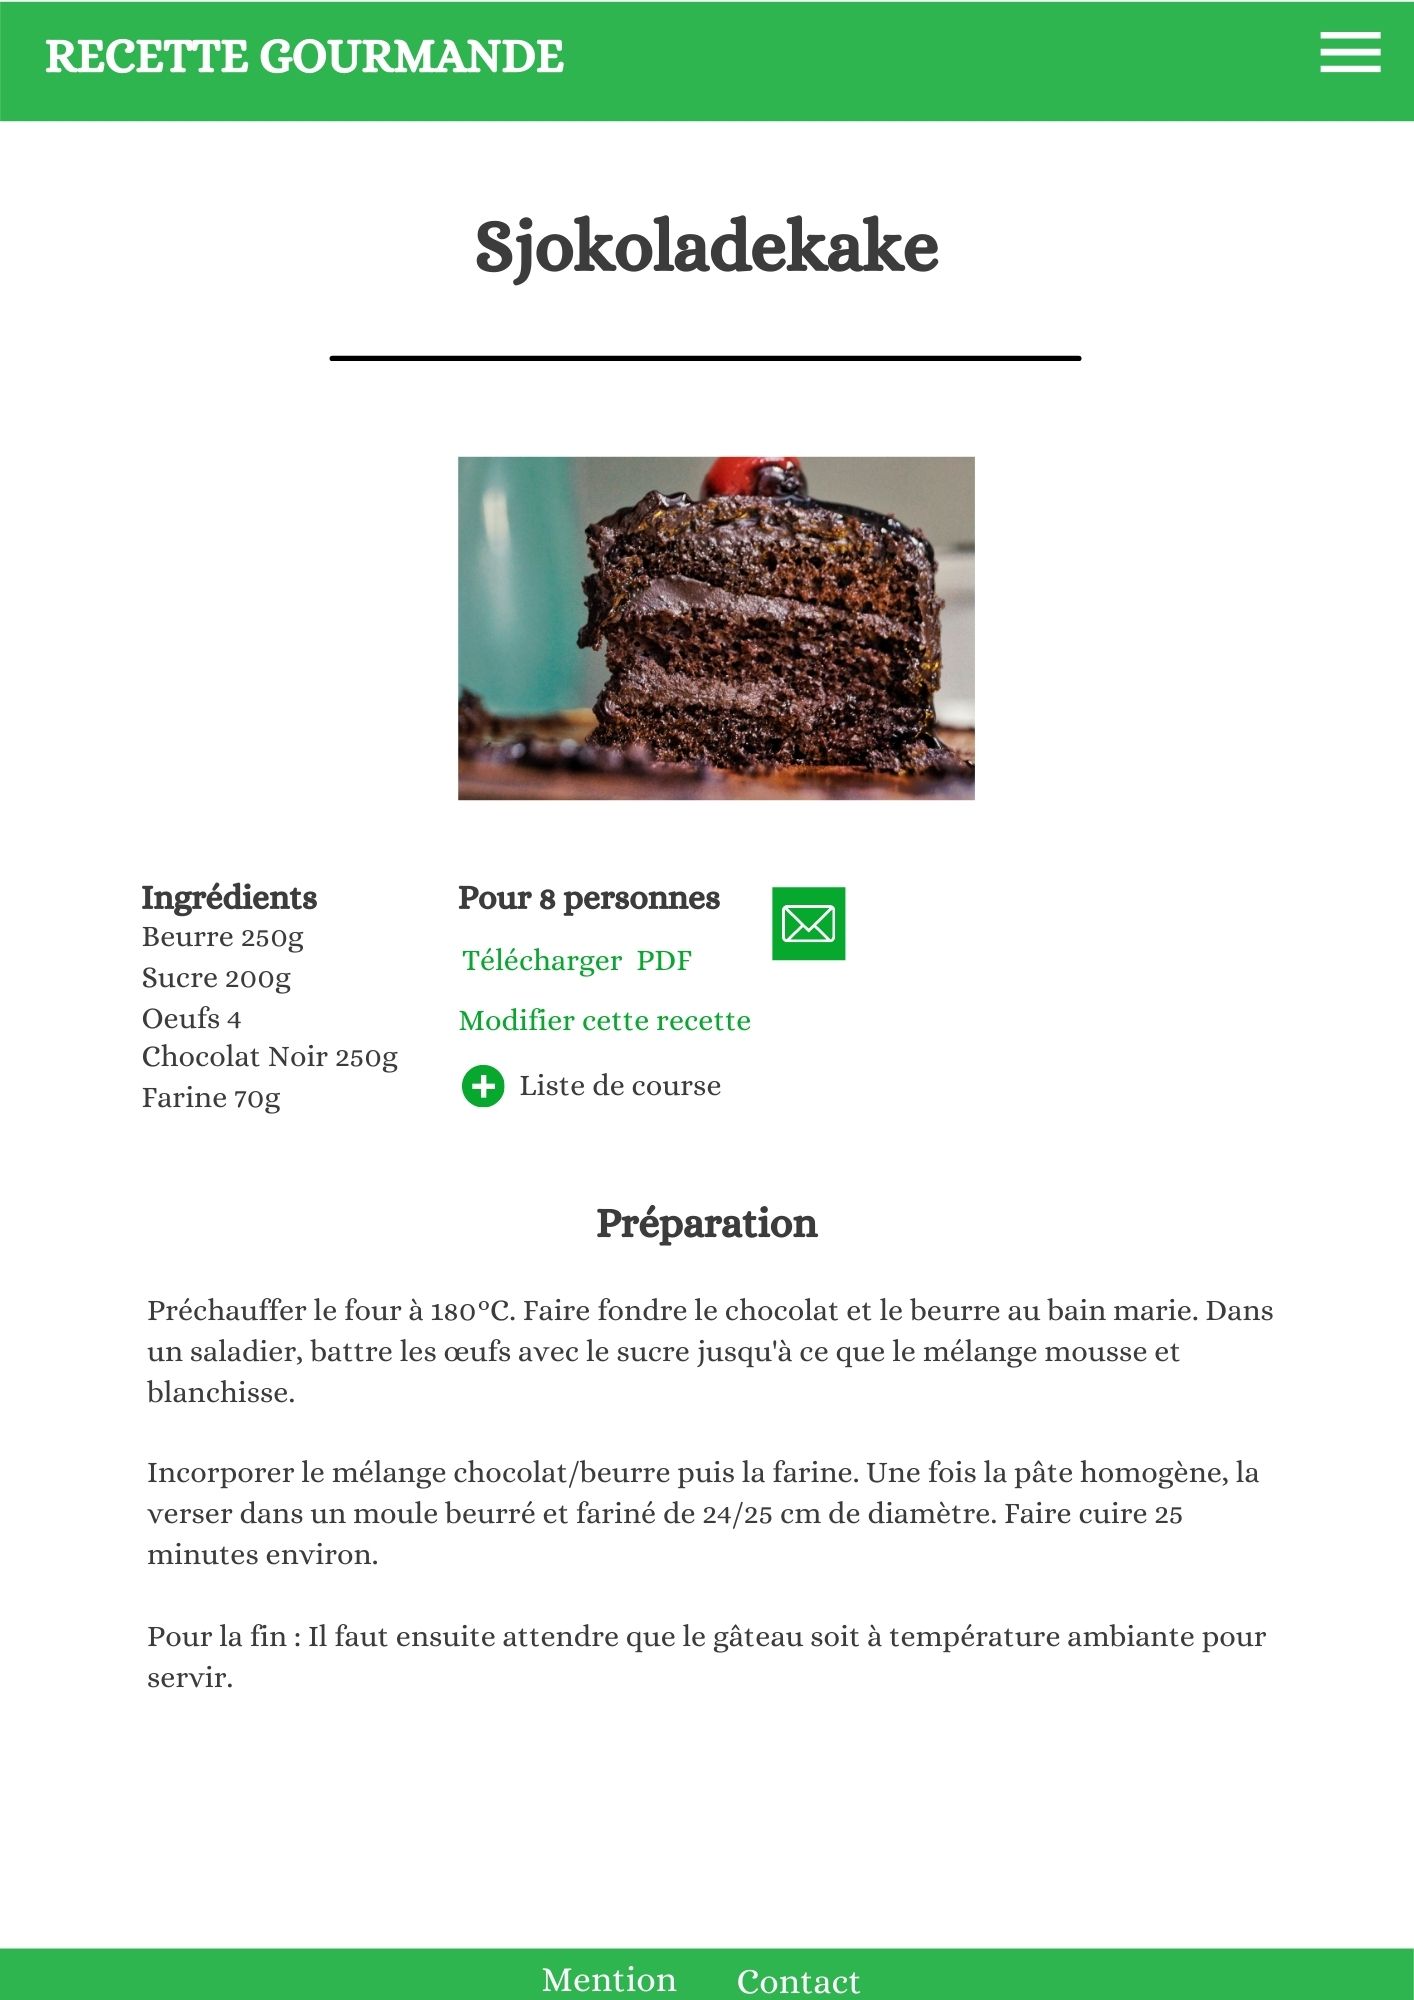 RECETTE GOURMANDE
Sjokoladekake
Ingrédients
Beurre 250g
Sucre 200g
Oeufs 4
Chocolat Noir 250g
Farine 70g
Pour 8 personnes
Télécharger PDF
Modifier cette recette
Liste de course
Préparation
Préchauffer le four à 180°C. Faire fondre le chocolat et le beurre au bain marie. Dans
un saladier, battre les œufs avec le sucre jusqu'à ce que le mélange mousse et
blanchisse.
Incorporer le mélange chocolat/beurre puis la farine. Une fois la pâte homogène, la
verser dans un moule beurré et fariné de 24/25 cm de diamètre. Faire cuire 25
minutes environ.
Pour la fin : Il faut ensuite attendre que le gâteau soit à température ambiante pour
servir.
Mention
Contact